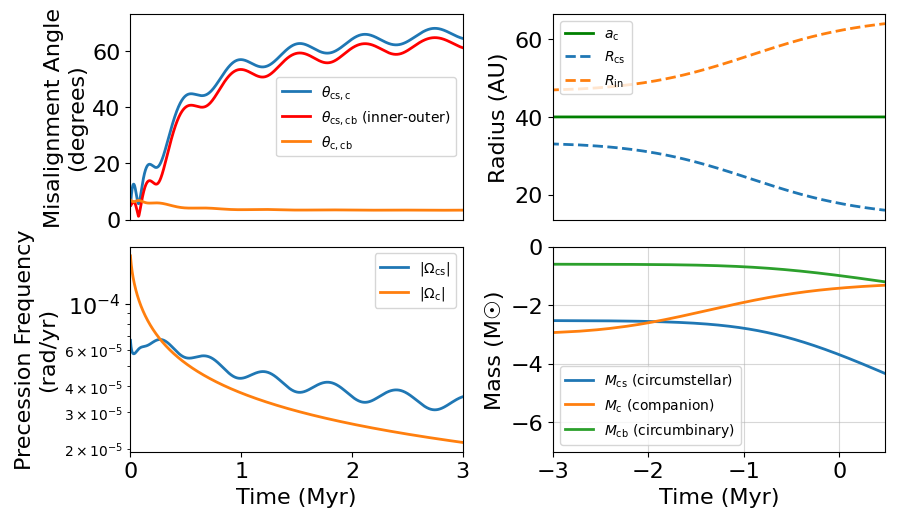 Misalignment Angle
(degrees)
60
40
20
0
θcs,c
θcs,cb (inner-outer)
θc,cb
Radius (AU)
60
40
20
ac
Rcs
Rin
Precession Frequency
(rad/yr)
10⁻⁴
6 × 10⁻⁵
4 × 10⁻⁵
3 × 10⁻⁵
2 × 10⁻⁵
|Ωcs|
|Ωc|
0 1 2 3
Time (Myr)
Mass (M☉)
0
−2
−4
−6
Mcs (circumstellar)
Mc (companion)
Mcb (circumbinary)
−3 −2 −1 0
Time (Myr)